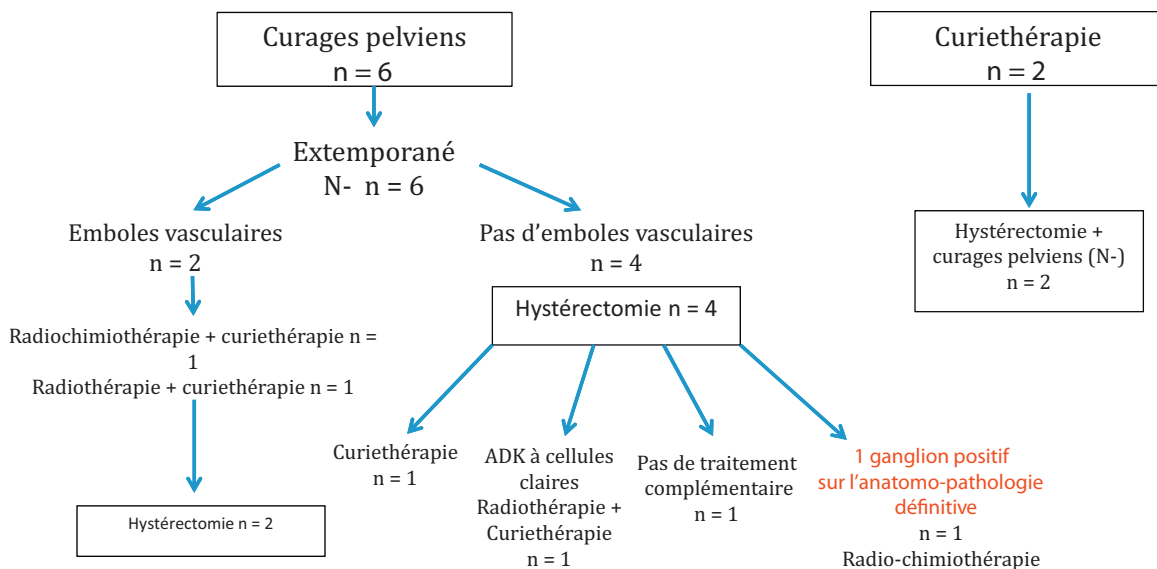 Curages pelviens
n = 6
Curiethérapie
n = 2
Extemporané
N-  n = 6
Emboles vasculaires
n = 2
Pas d’emboles vasculaires
n = 4
Hystérectomie +
curages pelviens (N-)
n = 2
Hystérectomie n = 4
Radiochimiothérapie + curiethérapie n =
1
Radiothérapie + curiethérapie n = 1
Hystérectomie n = 2
Curiethérapie
n = 1
ADK à cellules
claires
Radiothérapie +
Curiethérapie
n = 1
Pas de traitement
complémentaire
n = 1
1 ganglion positif
sur l’anatomo-pathologie
définitive
n = 1
Radio-chimiothérapie